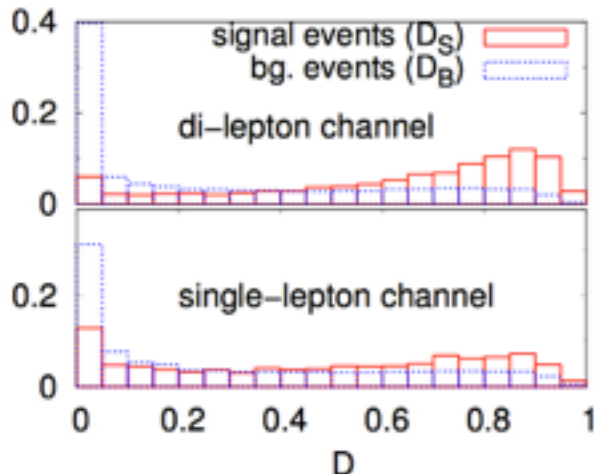 0.4
signal events (D_S)
bg. events (D_B)
0.2
di-lepton channel
0
0.2
single-lepton channel
0
0 0.2 0.4 0.6 0.8 1
D